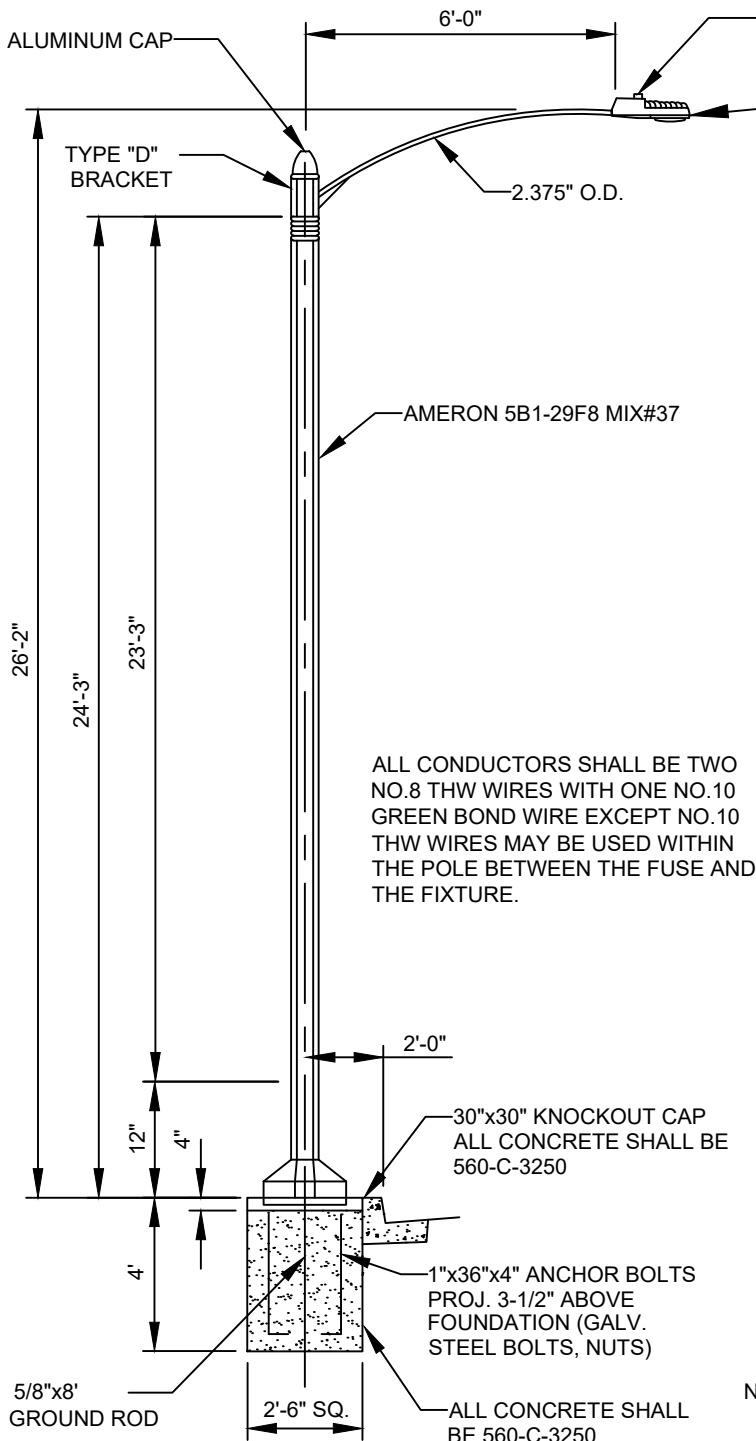 6'-0"
ALUMINUM CAP
TYPE "D"
BRACKET
2.375" O.D.
AMERON 5B1-29F8 MIX#37
26'-2"
24'-3"
23'-3"
ALL CONDUCTORS SHALL BE TWO
NO.8 THW WIRES WITH ONE NO.10
GREEN BOND WIRE EXCEPT NO.10
THW WIRES MAY BE USED WITHIN
THE POLE BETWEEN THE FUSE AND
THE FIXTURE.
2'-0"
12"
4"
30"x30" KNOCKOUT CAP
ALL CONCRETE SHALL BE
560-C-3250
4'
1"x36"x4" ANCHOR BOLTS
PROJ. 3-1/2" ABOVE
FOUNDATION (GALV.
STEEL BOLTS, NUTS)
5/8"x8'
GROUND ROD
2'-6" SQ.
ALL CONCRETE SHALL
BE 560-C-3250
N